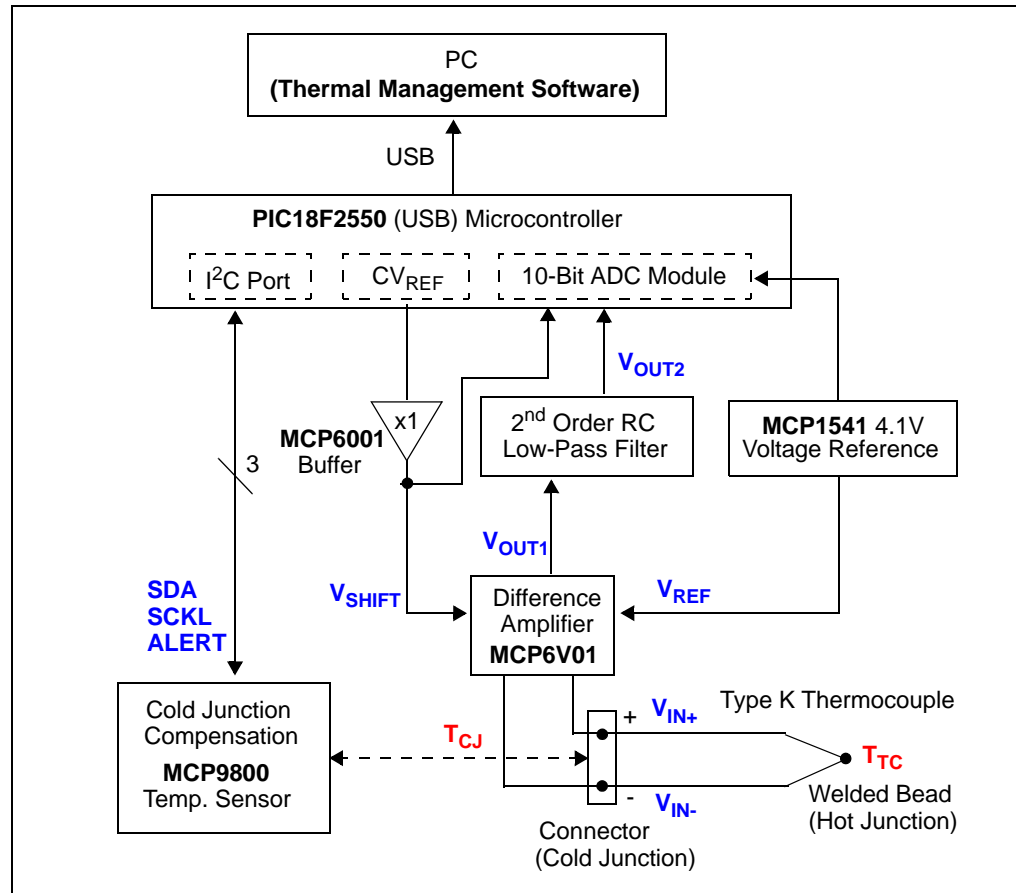 PC
(Thermal Management Software)
USB
PIC18F2550 (USB) Microcontroller
I2C Port
CVREF
10-Bit ADC Module
VOUT2
x1
MCP6001
Buffer
2nd Order RC
Low-Pass Filter
MCP1541 4.1V
Voltage Reference
3
VOUT1
SDA
SCKL
ALERT
VSHIFT
Difference
Amplifier
MCP6V01
VREF
Cold Junction
Compensation
MCP9800
Temp. Sensor
TCJ
+
VIN+
Type K Thermocouple
TTC
-
VIN-
Welded Bead
(Hot Junction)
Connector
(Cold Junction)